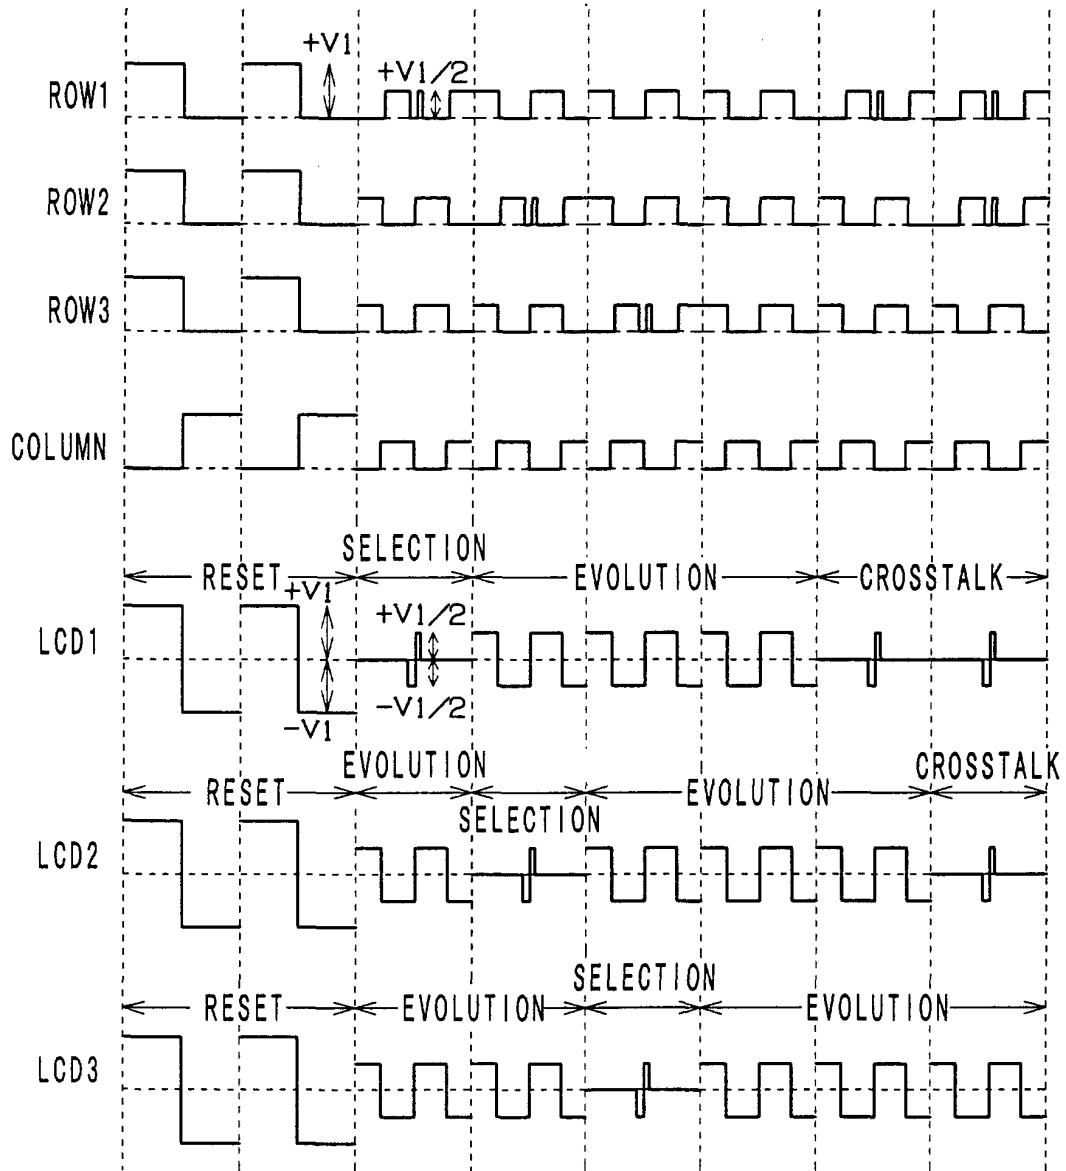 +V1
+V1/2
ROW1
ROW2
ROW3
COLUMN
SELECTION
RESET
EVOLUTION
CROSSTALK
+V1
+V1/2
LCD1
-V1/2
-V1
EVOLUTION
CROSSTALK
RESET
EVOLUTION
SELECTION
LCD2
SELECTION
RESET
EVOLUTION
EVOLUTION
LCD3